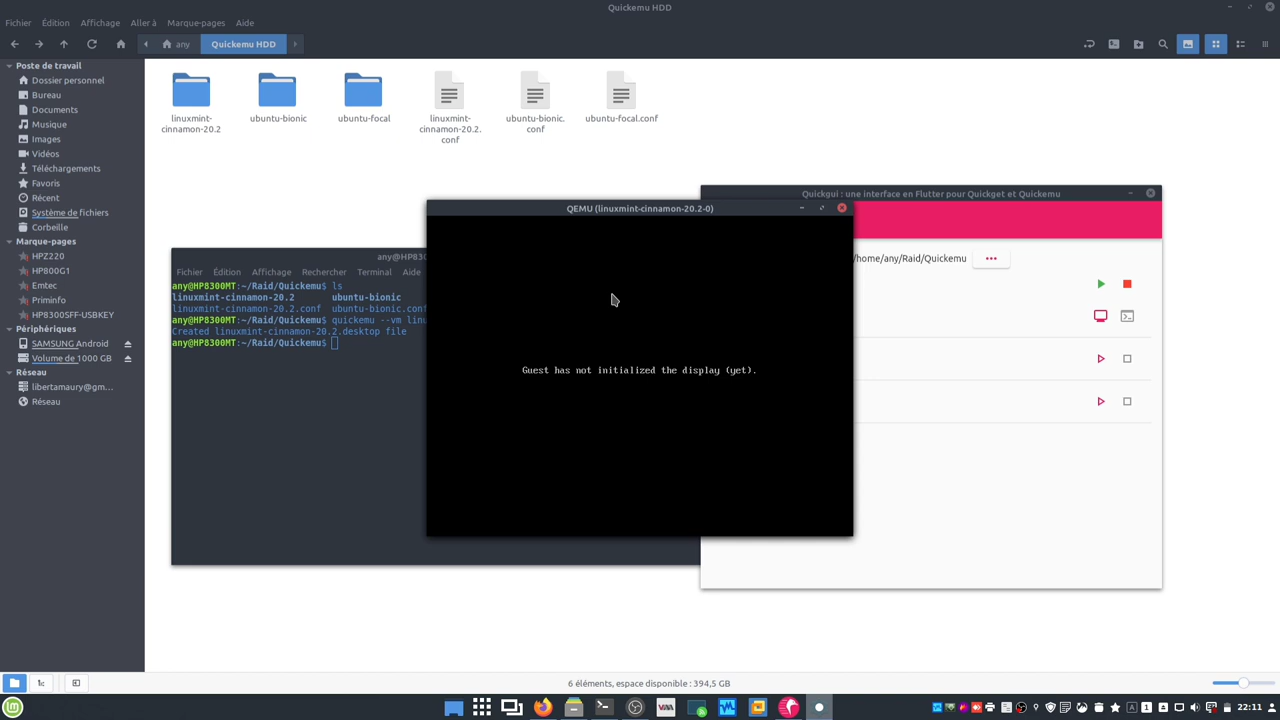 Quickemu HDD
Fichier Édition Affichage Aller à Marque-pages Aide
any Quickemu HDD
Poste de travail
Dossier personnel
Bureau
Documents
Musique
Images
Vidéos
Téléchargements
Favoris
Récent
Système de fichiers
Corbeille
Marque-pages
HPZ220
HP800G1
Emtec
Priminfo
HP8300SFF-USBKEY
Périphériques
SAMSUNG Android
Volume de 1000 GB
Réseau
libertamaury@gm...
Réseau
linuxmint-
cinnamon-20.2
ubuntu-bionic
ubuntu-focal
linuxmint-
cinnamon-20.2.
conf
ubuntu-bionic.
conf
ubuntu-focal.conf
Quickgui : une interface en Flutter pour Quickget et Quickemu
/home/any/Raid/Quickemu
QEMU (linuxmint-cinnamon-20.2-0)
Guest has not initialized the display (yet).
any@HP830
Fichier Édition Affichage Rechercher Terminal Aide
any@HP8300MT:~/Raid/Quickemu$ ls
linuxmint-cinnamon-20.2 ubuntu-bionic
linuxmint-cinnamon-20.2.conf ubuntu-bionic.conf
any@HP8300MT:~/Raid/Quickemu$ quickemu --vm linu
Created linuxmint-cinnamon-20.2.desktop file
any@HP8300MT:~/Raid/Quickemu$
6 éléments, espace disponible : 394,5 GB
22:11